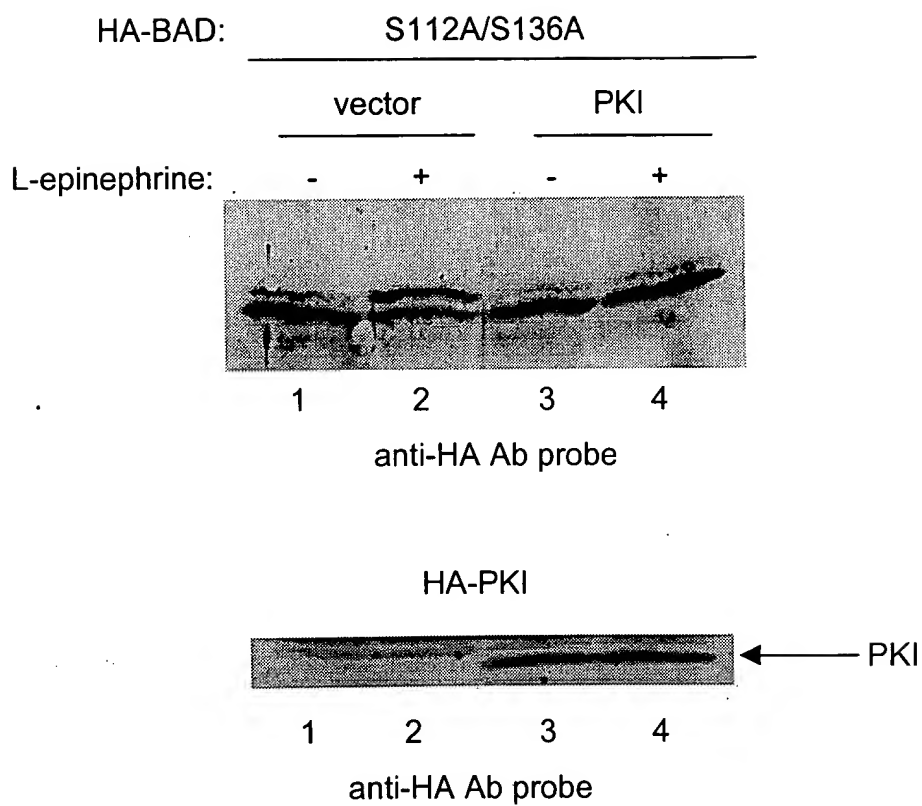 HA-BAD: S112A/S136A
vector PKI
L-epinephrine: - + - +
1 2 3 4
anti-HA Ab probe
HA-PKI
PKI
1 2 3 4
anti-HA Ab probe